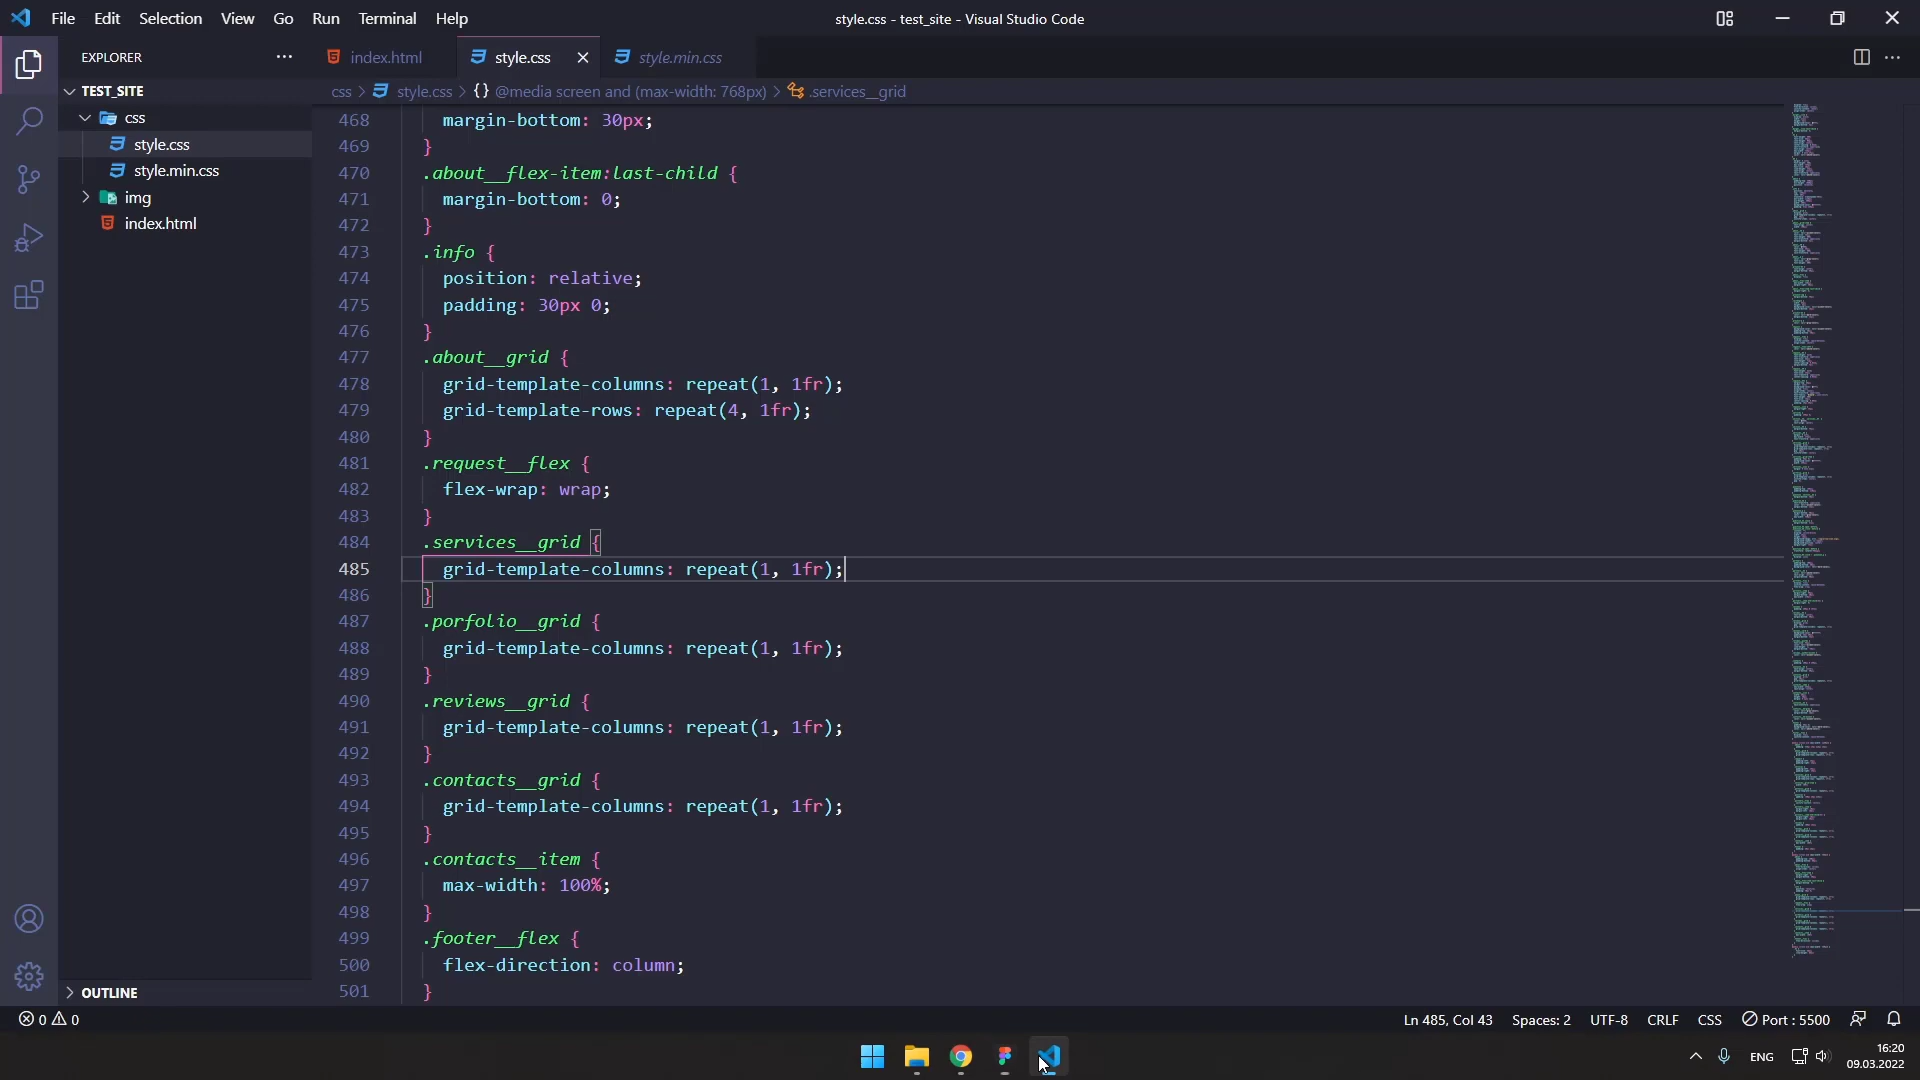 File Edit Selection View Go Run Terminal Help
style.css - test_site - Visual Studio Code
EXPLORER
TEST_SITE
css
style.css
style.min.css
img
index.html
OUTLINE
index.html
style.css
style.min.css
css > style.css > {} @media screen and (max-width: 768px) > .services__grid
468 margin-bottom: 30px;
469 }
470 .about__flex-item:last-child {
471 margin-bottom: 0;
472 }
473 .info {
474 position: relative;
475 padding: 30px 0;
476 }
477 .about__grid {
478 grid-template-columns: repeat(1, 1fr);
479 grid-template-rows: repeat(4, 1fr);
480 }
481 .request__flex {
482 flex-wrap: wrap;
483 }
484 .services__grid {
485 grid-template-columns: repeat(1, 1fr);
486 }
487 .porfolio__grid {
488 grid-template-columns: repeat(1, 1fr);
489 }
490 .reviews__grid {
491 grid-template-columns: repeat(1, 1fr);
492 }
493 .contacts__grid {
494 grid-template-columns: repeat(1, 1fr);
495 }
496 .contacts__item {
497 max-width: 100%;
498 }
499 .footer__flex {
500 flex-direction: column;
501 }
0 0
Ln 485, Col 43 Spaces: 2 UTF-8 CRLF CSS Port : 5500
ENG
16:20
09.03.2022